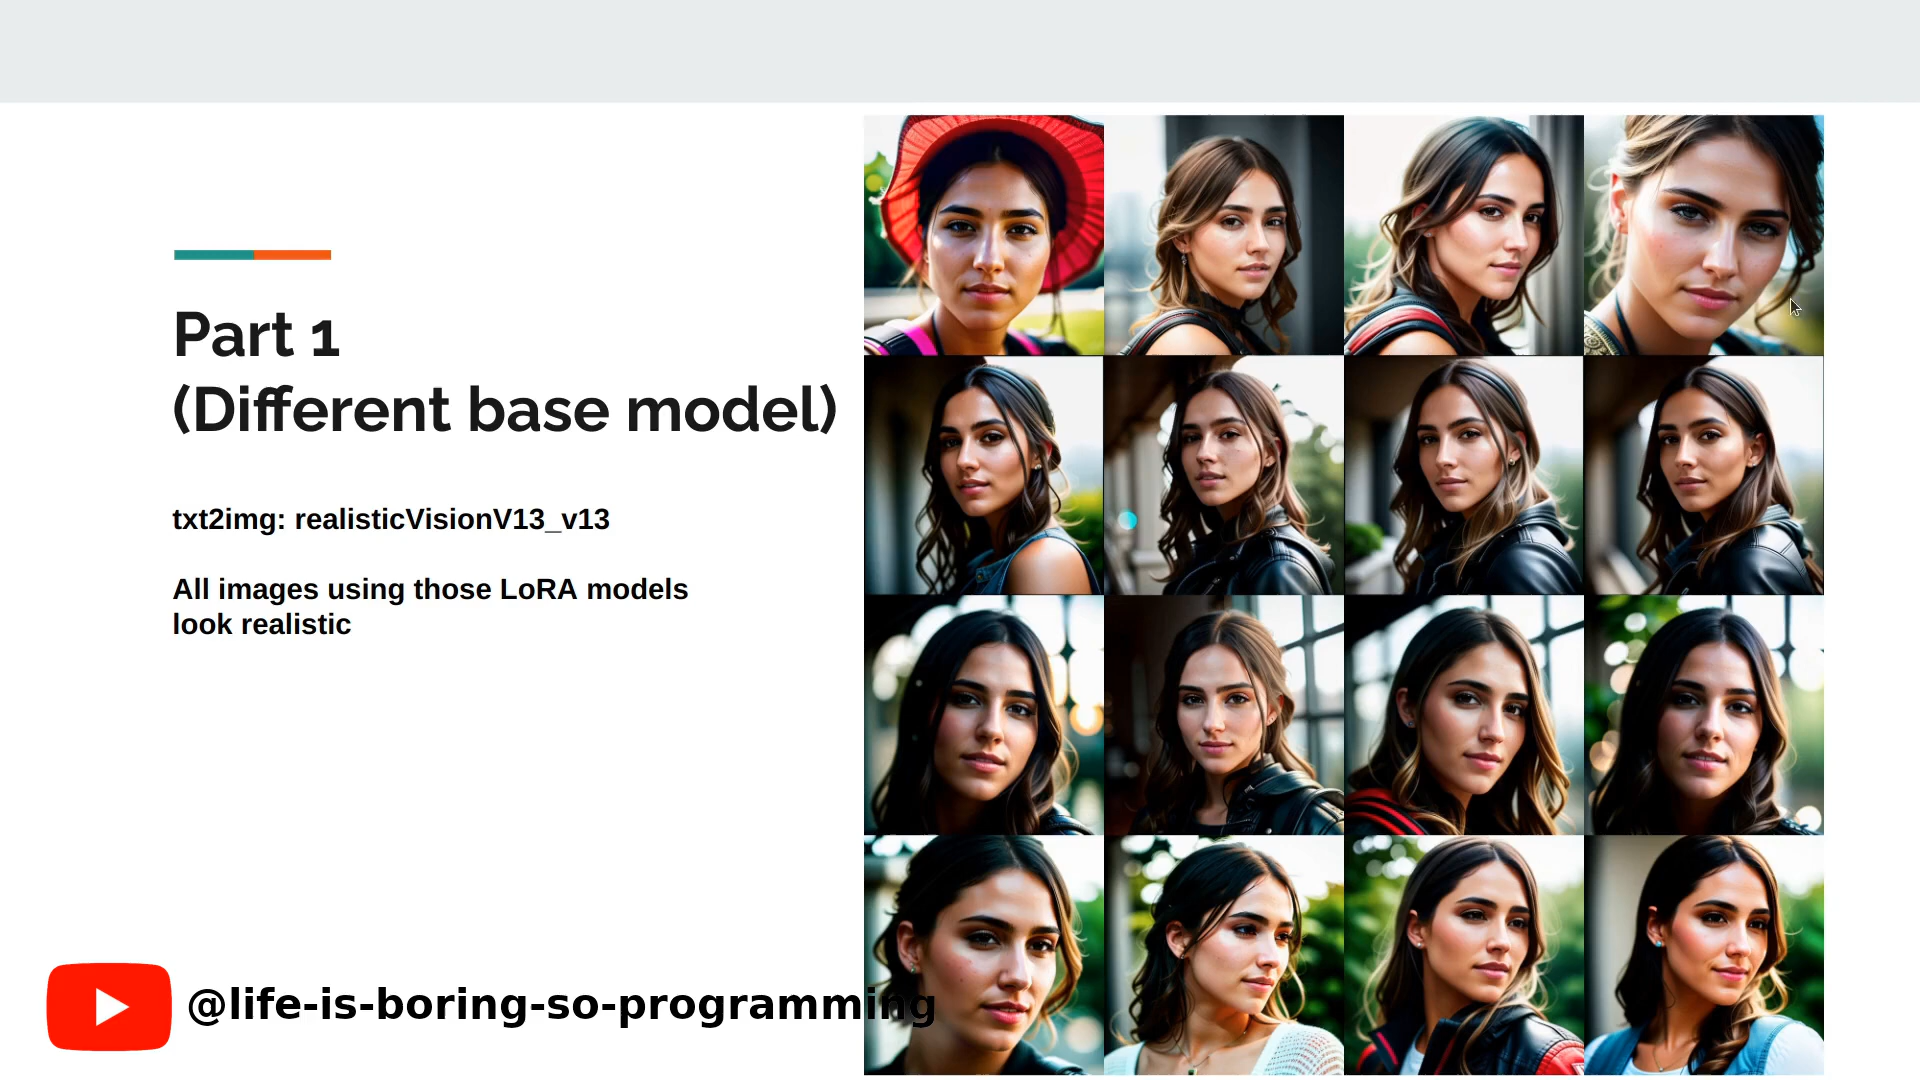 Part 1
(Different base model)
txt2img: realisticVisionV13_v13
All images using those LoRA models
look realistic
@life-is-boring-so-programming